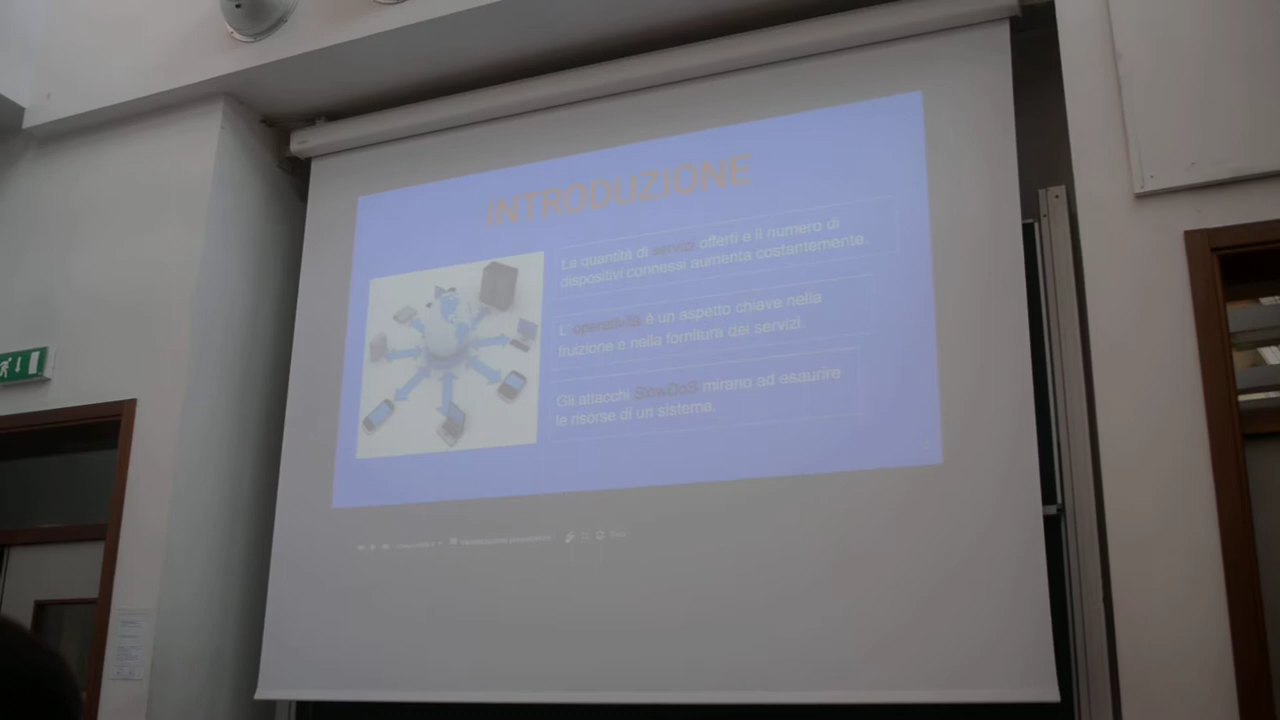 INTRODUZIONE
La quantità di servizi offerti e il numero di
dispositivi connessi aumenta costantemente.
L' operatività è un aspetto chiave nella
fruizione e nella fornitura dei servizi.
Gli attacchi SlowDoS mirano ad esaurire
le risorse di un sistema.